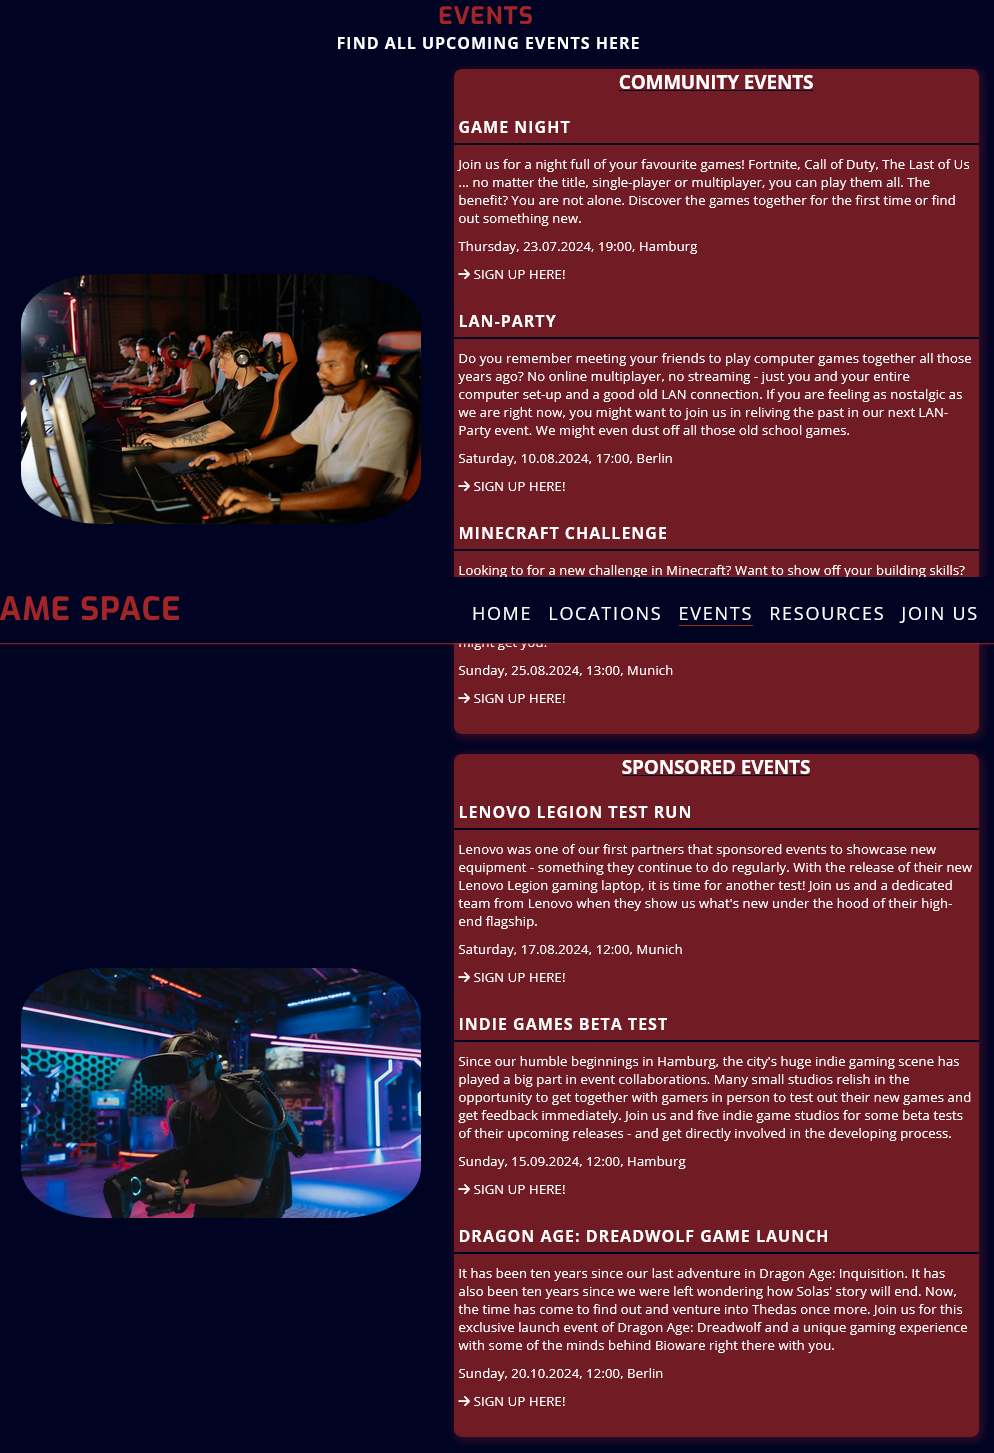 EVENTS
FIND ALL UPCOMING EVENTS HERE
COMMUNITY EVENTS
GAME NIGHT
Join us for a night full of your favourite games! Fortnite, Call of Duty, The Last of Us
... no matter the title, single-player or multiplayer, you can play them all. The
benefit? You are not alone. Discover the games together for the first time or find
out something new.
Thursday, 23.07.2024, 19:00, Hamburg
→ SIGN UP HERE!
LAN-PARTY
Do you remember meeting your friends to play computer games together all those
years ago? No online multiplayer, no streaming - just you and your entire
computer set-up and a good old LAN connection. If you are feeling as nostalgic as
we are right now, you might want to join us in reliving the past in our next LAN-
Party event. We might even dust off all those old school games.
Saturday, 10.08.2024, 17:00, Berlin
→ SIGN UP HERE!
MINECRAFT CHALLENGE
Looking to for a new challenge in Minecraft? Want to show off your building skills?
AME SPACE
HOME LOCATIONS EVENTS RESOURCES JOIN US
might get you.
Sunday, 25.08.2024, 13:00, Munich
→ SIGN UP HERE!
SPONSORED EVENTS
LENOVO LEGION TEST RUN
Lenovo was one of our first partners that sponsored events to showcase new
equipment - something they continue to do regularly. With the release of their new
Lenovo Legion gaming laptop, it is time for another test! Join us and a dedicated
team from Lenovo when they show us what's new under the hood of their high-
end flagship.
Saturday, 17.08.2024, 12:00, Munich
→ SIGN UP HERE!
INDIE GAMES BETA TEST
Since our humble beginnings in Hamburg, the city's huge indie gaming scene has
played a big part in event collaborations. Many small studios relish in the
opportunity to get together with gamers in person to test out their new games and
get feedback immediately. Join us and five indie game studios for some beta tests
of their upcoming releases - and get directly involved in the developing process.
Sunday, 15.09.2024, 12:00, Hamburg
→ SIGN UP HERE!
DRAGON AGE: DREADWOLF GAME LAUNCH
It has been ten years since our last adventure in Dragon Age: Inquisition. It has
also been ten years since we were left wondering how Solas' story will end. Now,
the time has come to find out and venture into Thedas once more. Join us for this
exclusive launch event of Dragon Age: Dreadwolf and a unique gaming experience
with some of the minds behind Bioware right there with you.
Sunday, 20.10.2024, 12:00, Berlin
→ SIGN UP HERE!